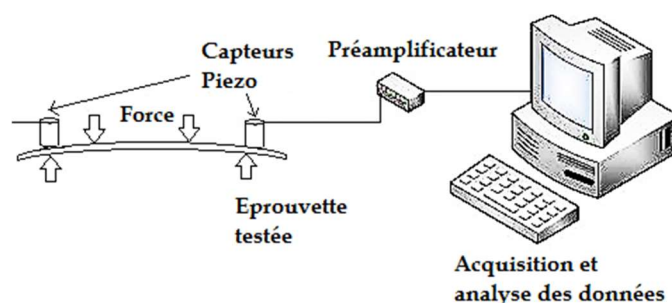 Capteurs
Piezo
Préamplificateur
Force
Eprouvette
testée
Acquisition et
analyse des données